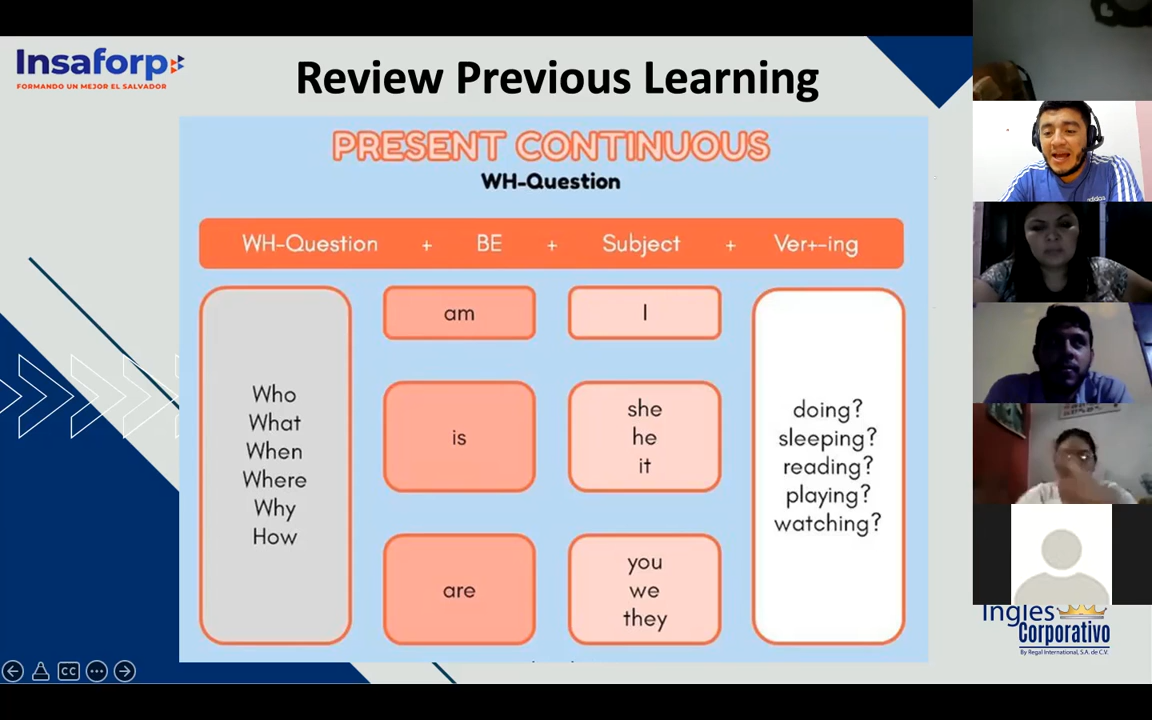 Insaforp
FORMANDO UN MEJOR EL SALVADOR
Review Previous Learning
PRESENT CONTINUOUS
WH-Question
WH-Question + BE + Subject + Ver+-ing
Who
What
When
Where
Why
How
am
is
are
I
she
he
it
you
we
they
doing?
sleeping?
reading?
playing?
watching?
CC
adidas
Ingles
Corporativo
By Regal International, S.A. de C.V.